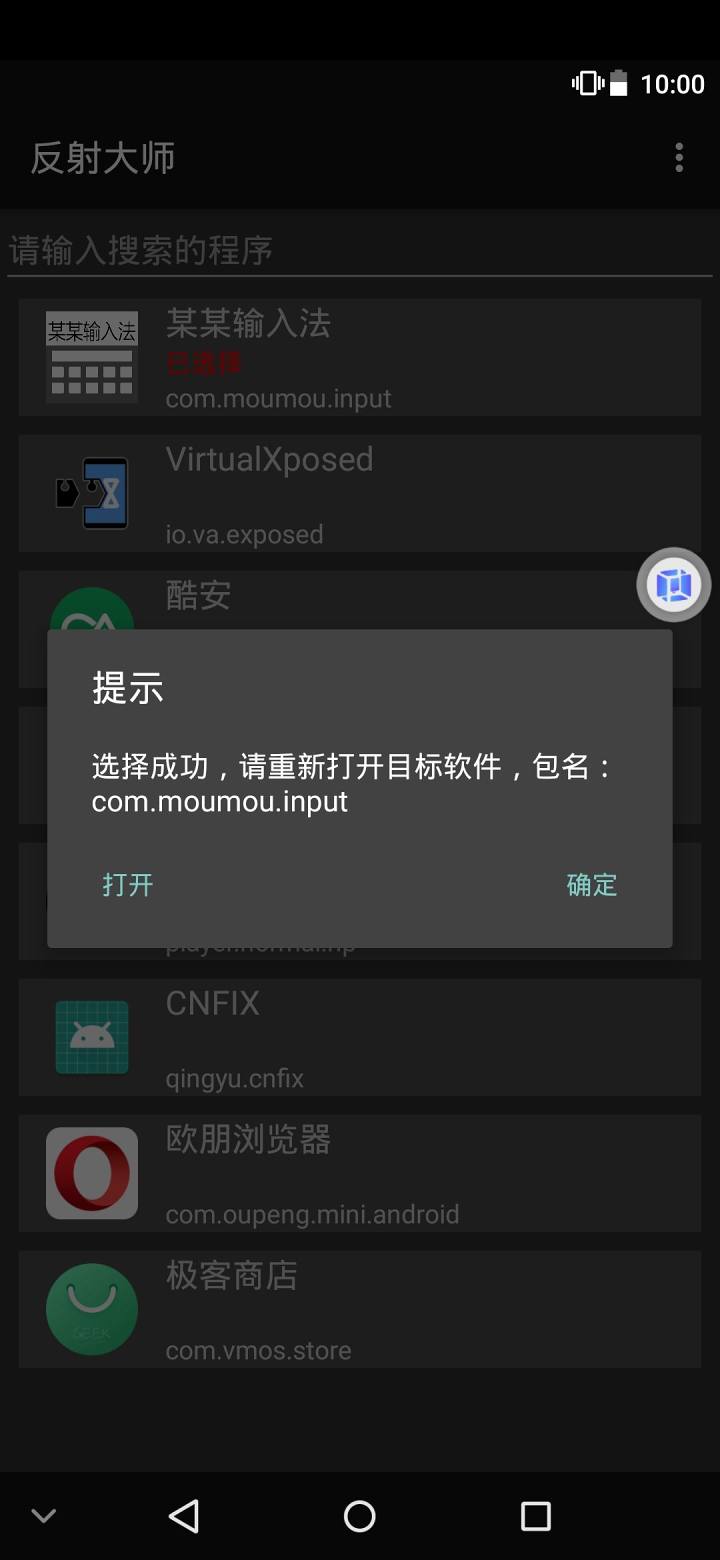 10:00
反射大师
请输入搜索的程序
某某输入法
某某输入法
已选择
com.moumou.input
VirtualXposed
io.va.exposed
酷安
提示
选择成功，请重新打开目标软件，包名：
com.moumou.input
打开
确定
CNFIX
qingyu.cnfix
欧朋浏览器
com.oupeng.mini.android
极客商店
GEEK
com.vmos.store